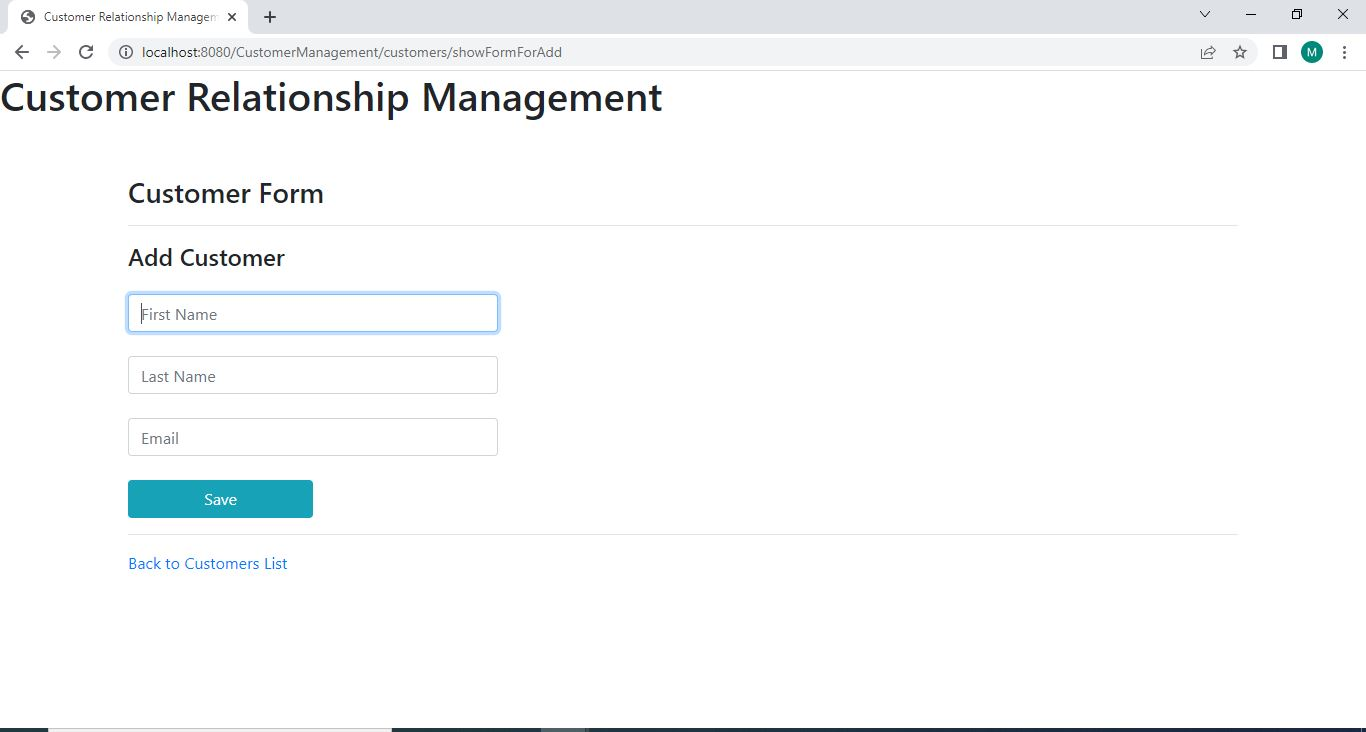 Customer Relationship Managem
localhost:8080/CustomerManagement/customers/showFormForAdd
M
Customer Relationship Management
Customer Form
Add Customer
First Name
Last Name
Email
Save
Back to Customers List